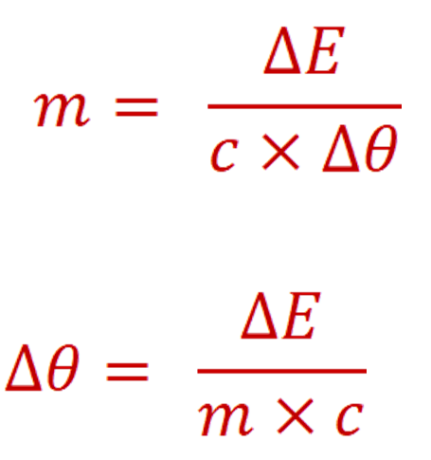 m = ΔE / c × Δθ
Δθ = ΔE / m × c